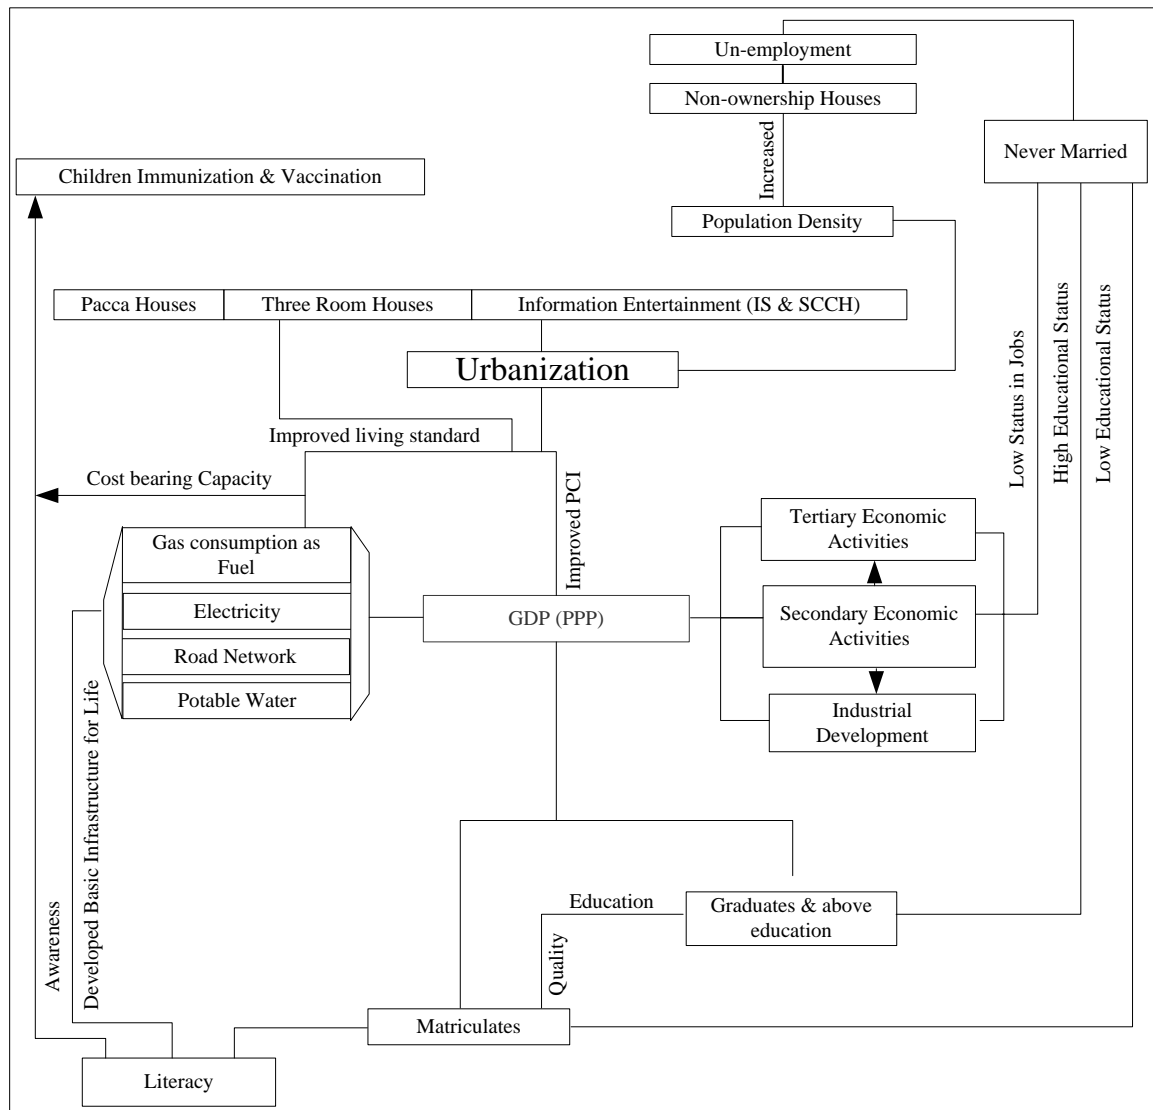 Un-employment
Non-ownership Houses
Increased
Never Married
Children Immunization & Vaccination
Population Density
Pacca Houses
Three Room Houses
Information Entertainment (IS & SCCH)
Urbanization
Low Status in Jobs
High Educational Status
Low Educational Status
Improved living standard
Cost bearing Capacity
Improved PCI
Tertiary Economic
Activities
Gas consumption as
Fuel
Electricity
GDP (PPP)
Secondary Economic
Activities
Road Network
Potable Water
Industrial
Development
Awareness
Developed Basic Infrastructure for Life
Education
Graduates & above
education
Quality
Matriculates
Literacy